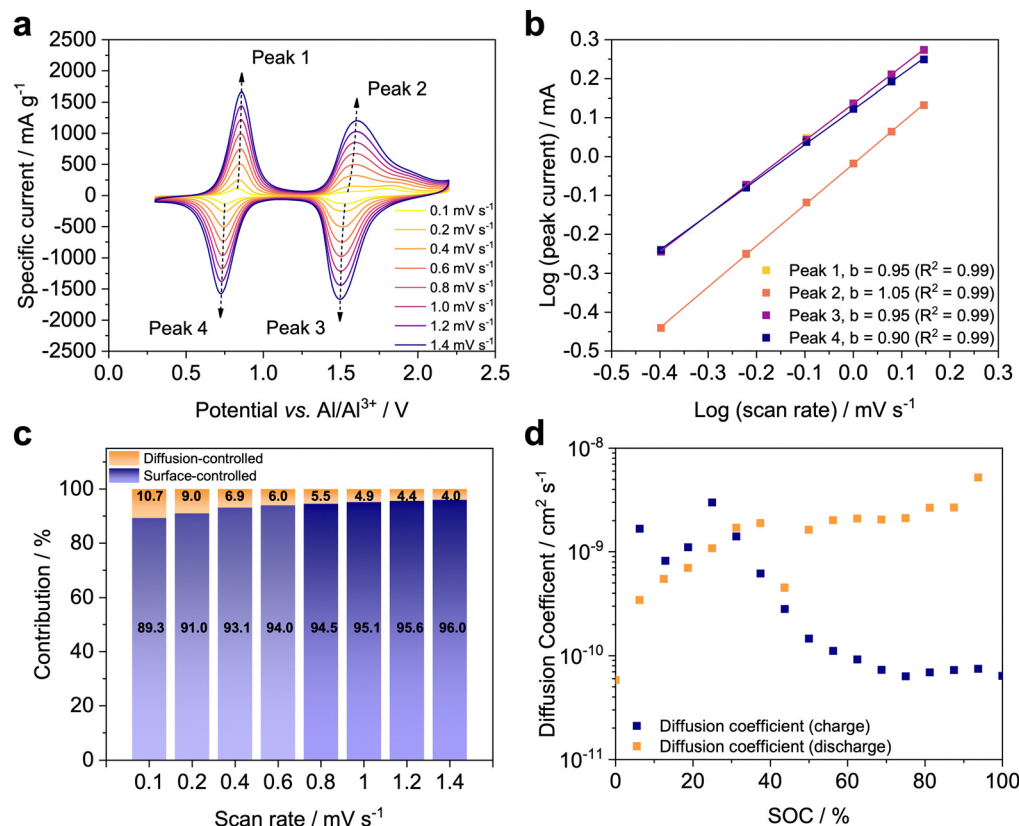 a
2500
2000
1500
1000
500
0
-500
-1000
-1500
-2000
-2500
0.0
0.5
1.0
1.5
2.0
2.5
Specific current / mA g⁻¹
Potential vs. Al/Al³⁺ / V
Peak 1
Peak 2
Peak 4
Peak 3
0.1 mV s⁻¹
0.2 mV s⁻¹
0.4 mV s⁻¹
0.6 mV s⁻¹
0.8 mV s⁻¹
1.0 mV s⁻¹
1.2 mV s⁻¹
1.4 mV s⁻¹
b
0.3
0.2
0.1
0.0
-0.1
-0.2
-0.3
-0.4
-0.5
-0.5
-0.4
-0.3
-0.2
-0.1
0.0
0.1
0.2
0.3
Log (peak current) / mA
Log (scan rate) / mV s⁻¹
Peak 1, b = 0.95 (R² = 0.99)
Peak 2, b = 1.05 (R² = 0.99)
Peak 3, b = 0.95 (R² = 0.99)
Peak 4, b = 0.90 (R² = 0.99)
c
Diffusion-controlled
Surface-controlled
100
80
60
40
20
0
Contribution / %
10.7
9.0
6.9
6.0
5.5
4.9
4.4
4.0
89.3
91.0
93.1
94.0
94.5
95.1
95.6
96.0
0.1
0.2
0.4
0.6
0.8
1
1.2
1.4
Scan rate / mV s⁻¹
d
10⁻⁸
10⁻⁹
10⁻¹⁰
10⁻¹¹
Diffusion Coefficent / cm² s⁻¹
Diffusion coefficient (charge)
Diffusion coefficient (discharge)
0
20
40
60
80
100
SOC / %